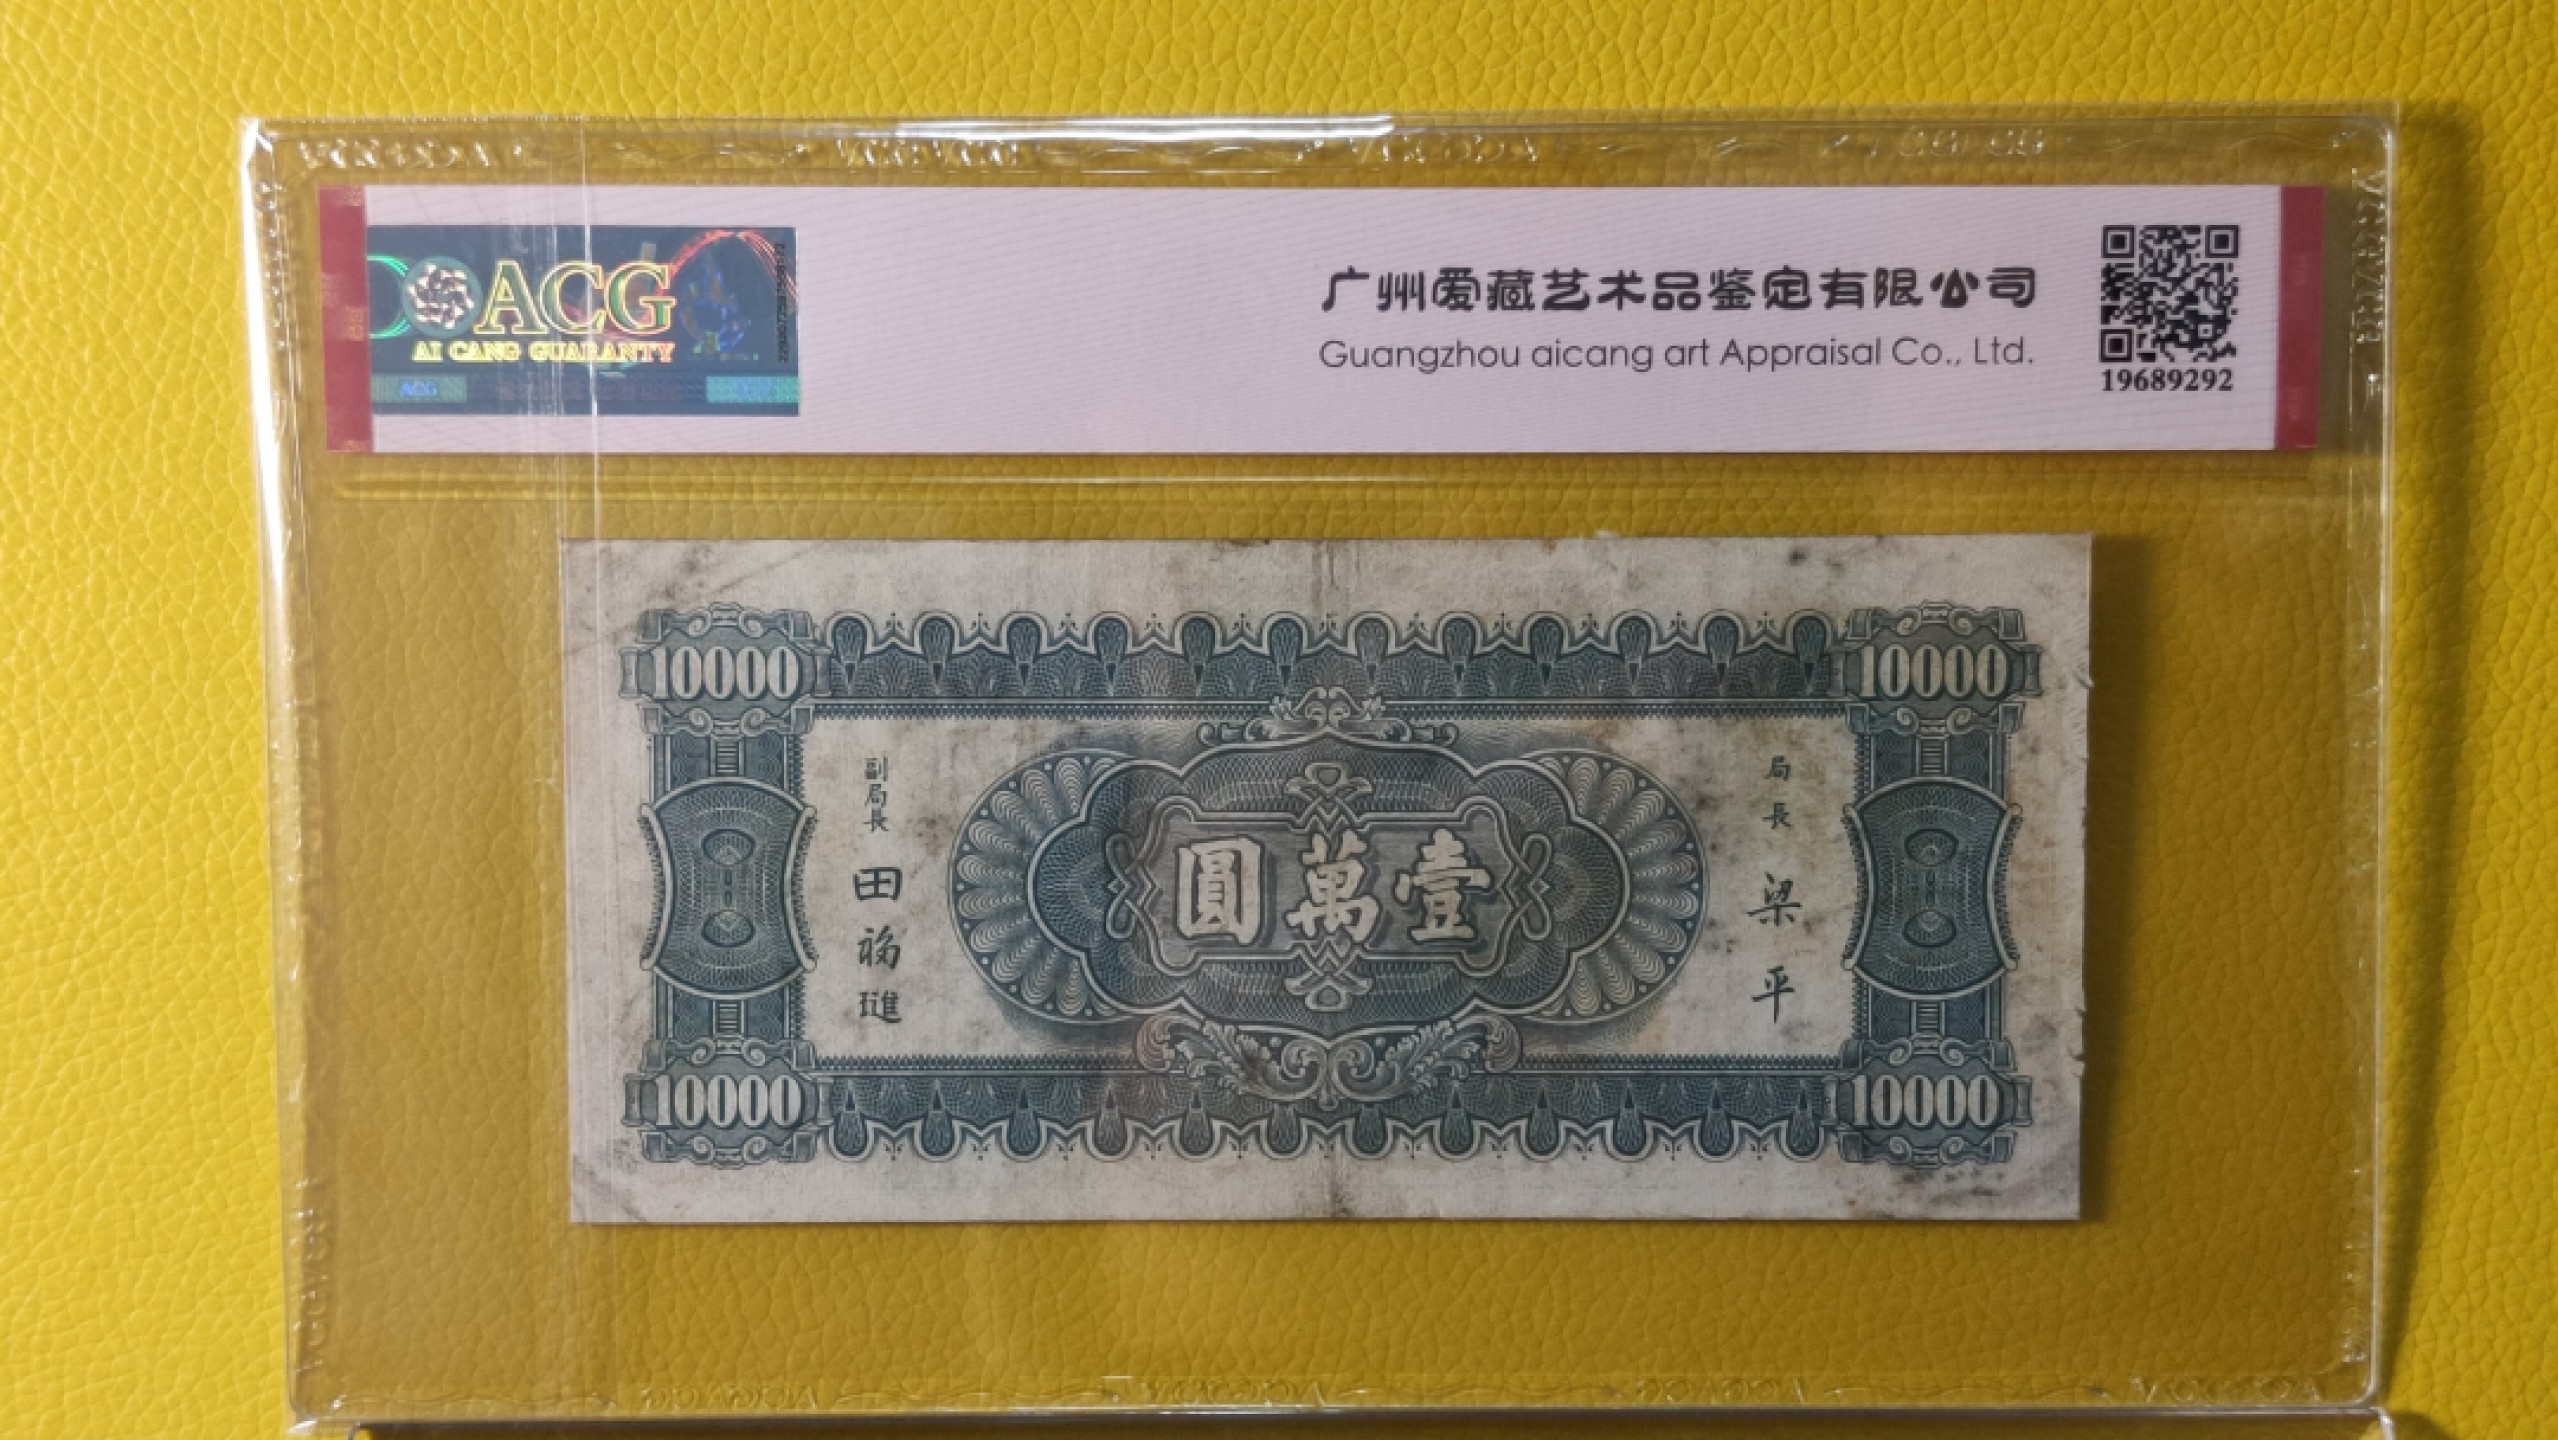 ACG
AI CANG GUARANTY
ACG
广州爱藏艺术品鉴定有限公司
Guangzhou aicang art Appraisal Co., Ltd.
19689292
10000
10000
局長
梁平
壹萬圓
副局長
田福進
10000
10000